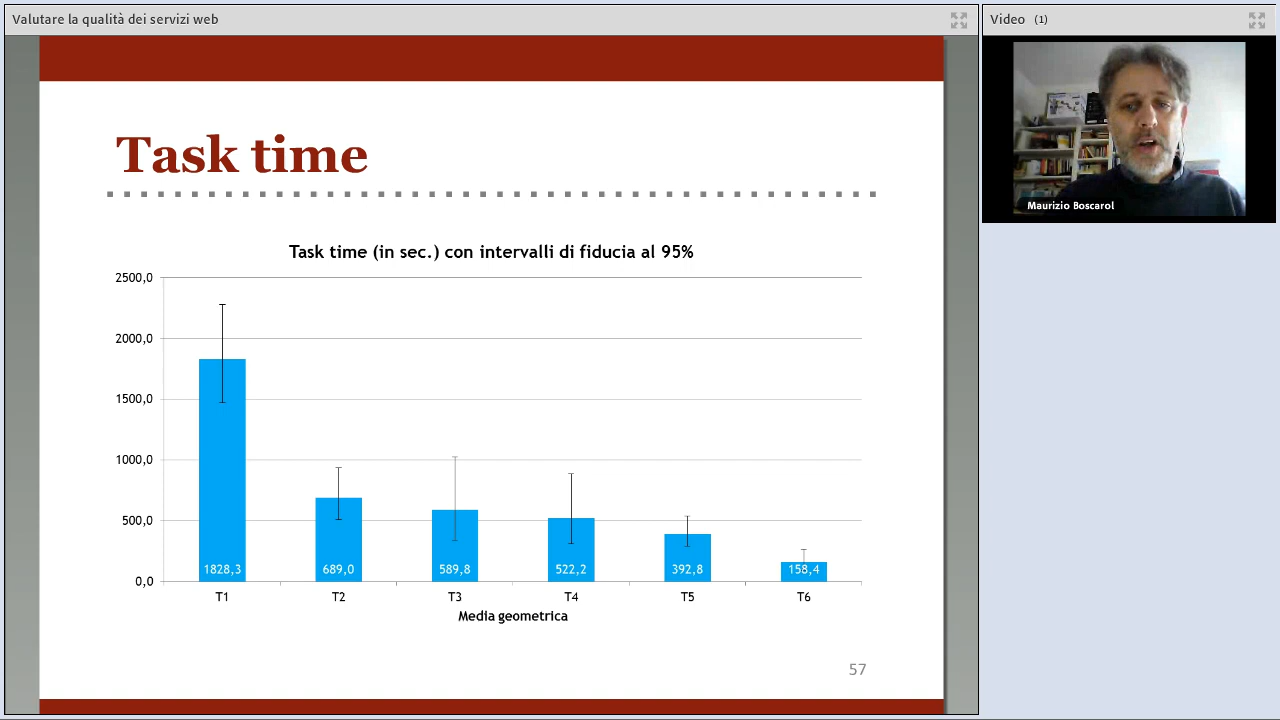 Valutare la qualità dei servizi web
Video (1)
Maurizio Boscarol
Task time
Task time (in sec.) con intervalli di fiducia al 95%
2500,0
2000,0
1500,0
1000,0
500,0
0,0
1828,3
689,0
589,8
522,2
392,8
158,4
T1
T2
T3
T4
T5
T6
Media geometrica
57